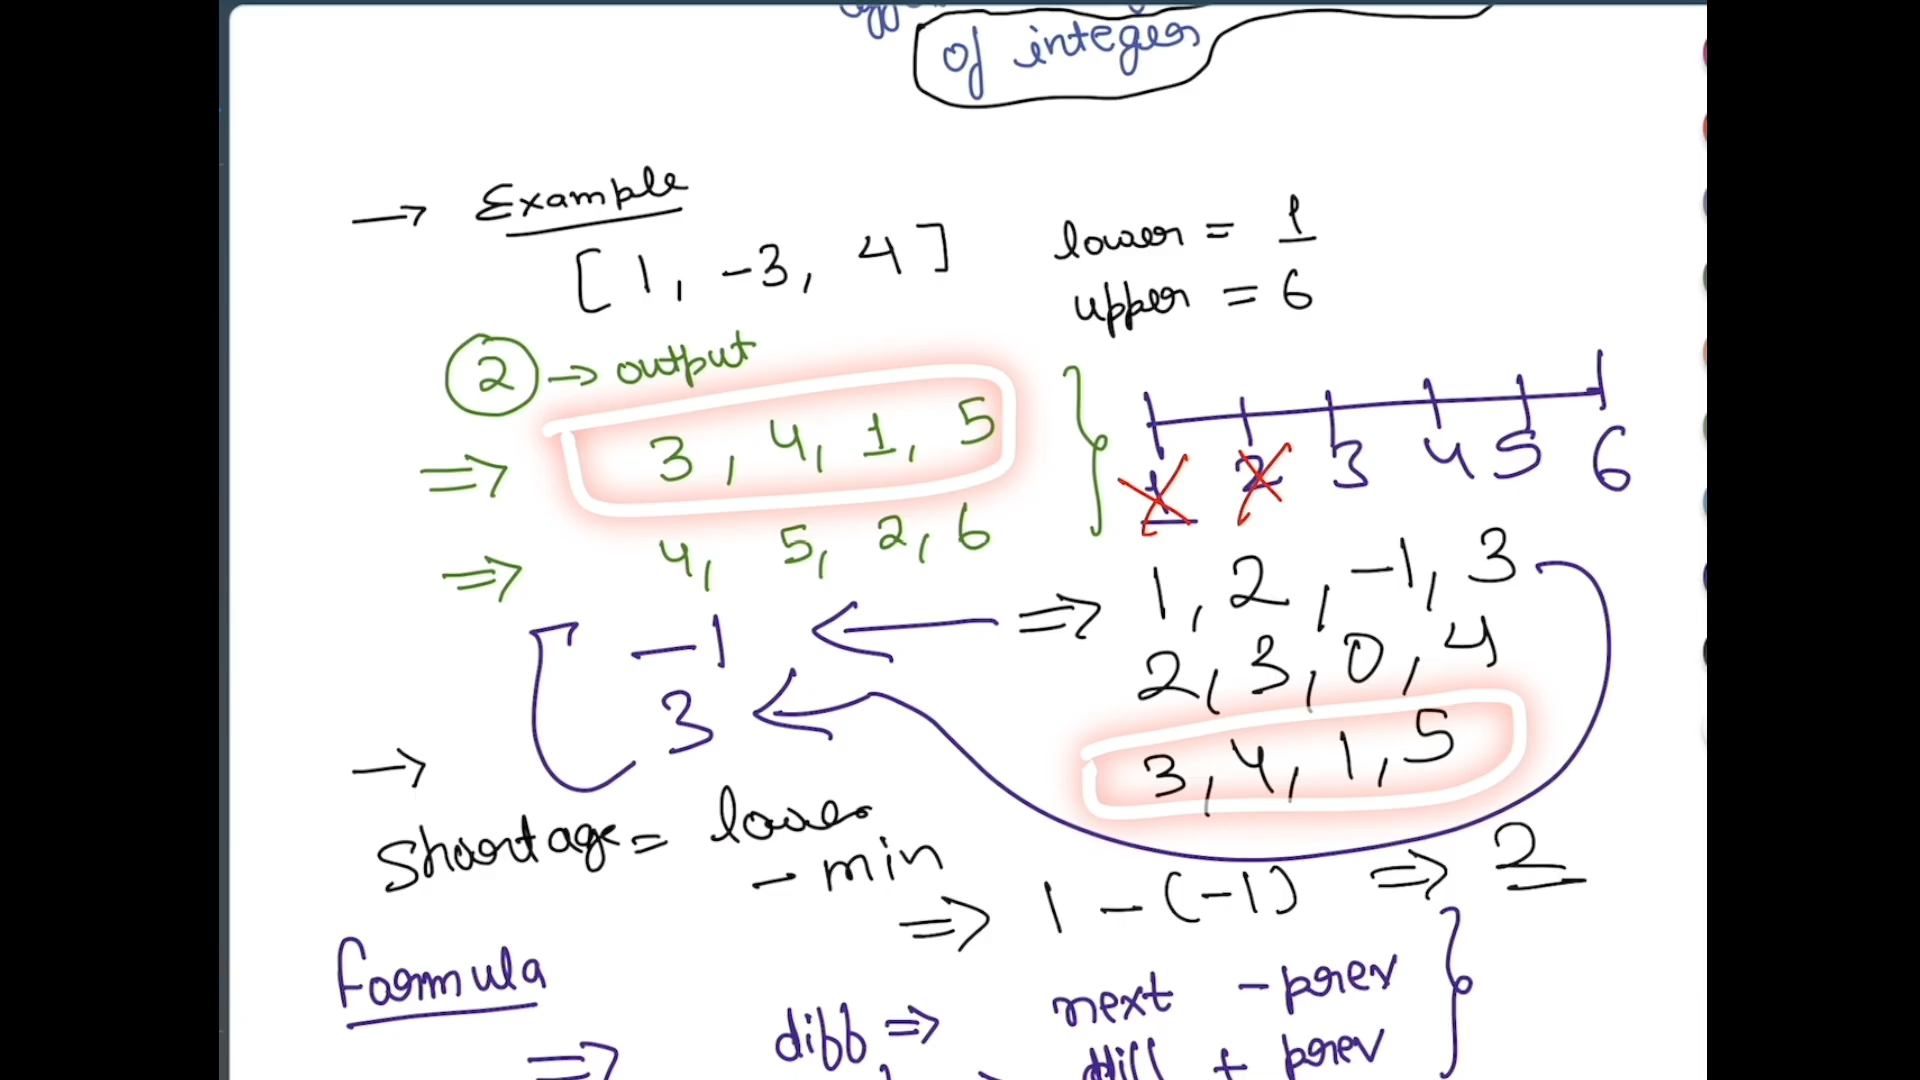 of integers
→ Example
[1, -3, 4]
lower = 1
upper = 6
② → output
⇒ 3, 4, 1, 5
⇒ 4, 5, 2, 6
1 2 3 4 5 6
⇒ 1, 2, -1, 3
2, 3, 0, 4
3, 4, 1, 5
-1 ←
3 ←
→
Shortage = lower
- min
⇒ 1 - (-1) ⇒ 2
formula
⇒ diff ⇒ next - prev
diff + prev